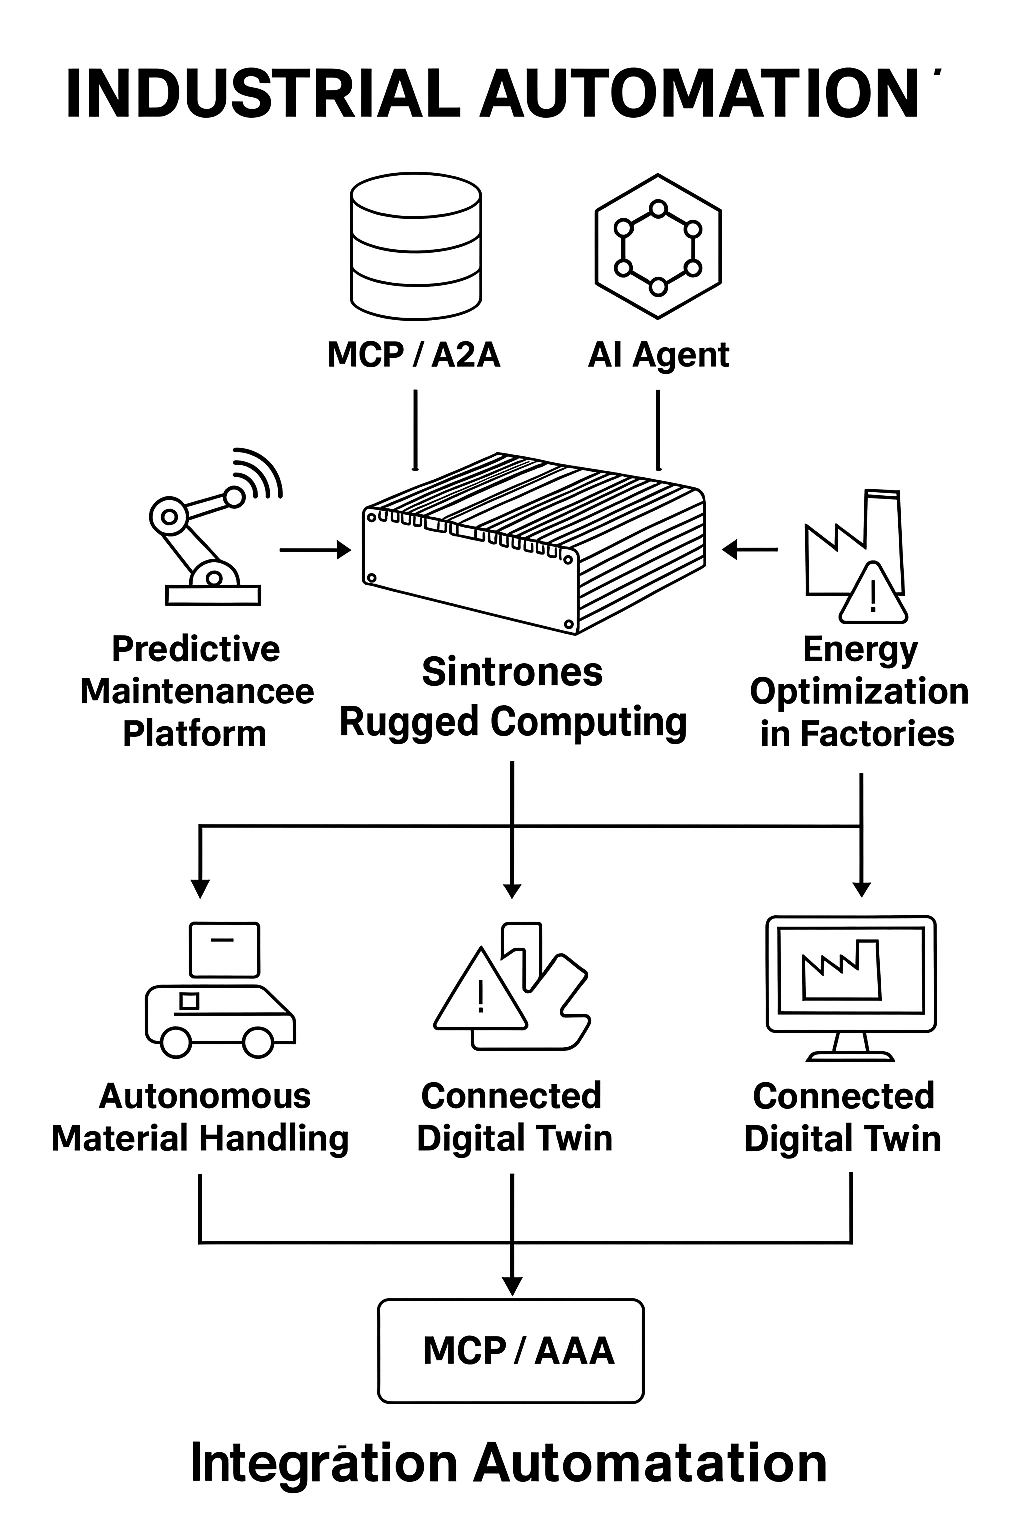 INDUSTRIAL AUTOMATION
MCP / A2A
AI Agent
Predictive
Maintenancee
Platform
Sintrones
Rugged Computing
Energy
Optimization
in Factories
Autonomous
Material Handling
Connected
Digital Twin
Connected
Digital Twin
MCP / AAA
Integration Automatation